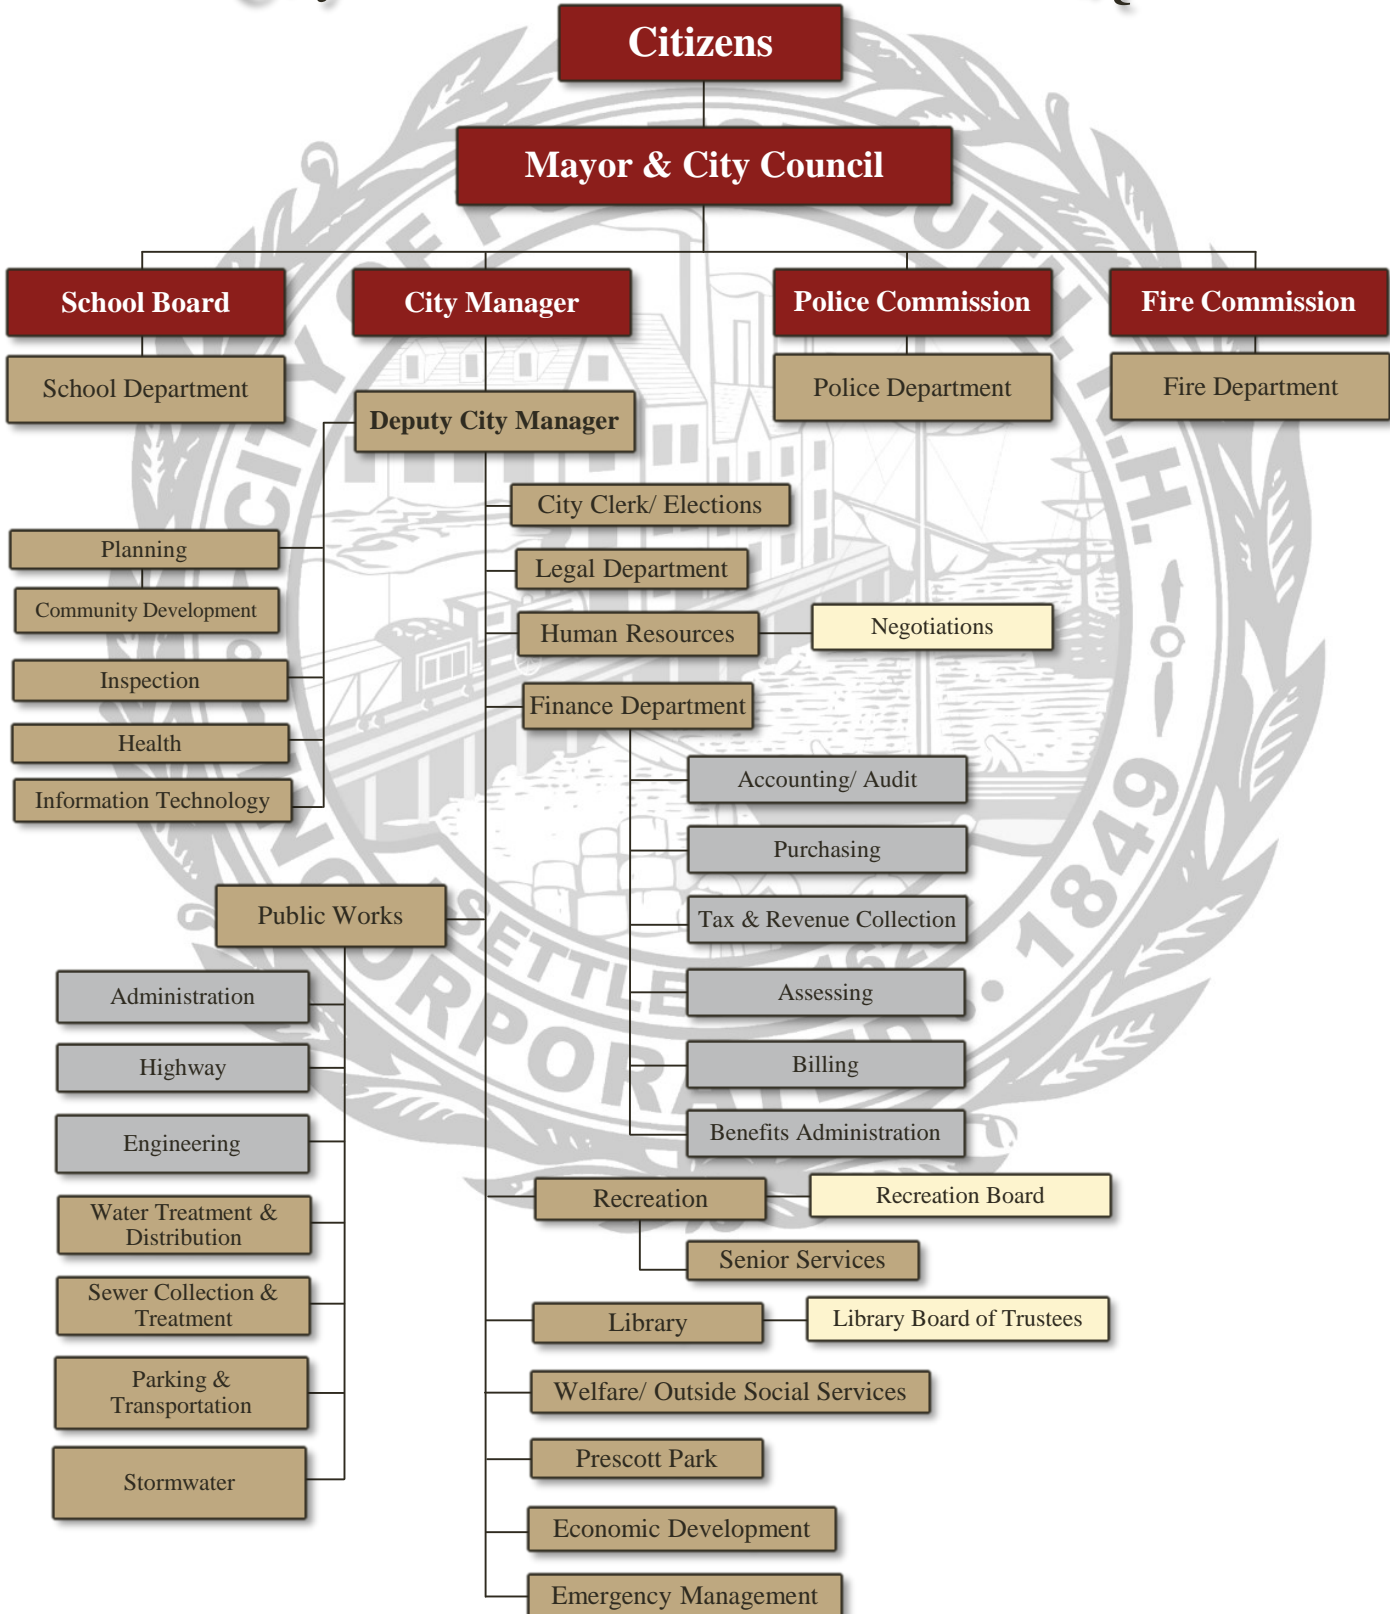 Citizens
Mayor & City Council
School Board
City Manager
Police Commission
Fire Commission
School Department
Deputy City Manager
Police Department
Fire Department
City Clerk/ Elections
Planning
Legal Department
Community Development
Human Resources
Negotiations
Inspection
Finance Department
Health
Information Technology
Accounting/ Audit
Purchasing
Public Works
Tax & Revenue Collection
Administration
Assessing
Highway
Billing
Engineering
Benefits Administration
Water Treatment &
Distribution
Recreation
Recreation Board
Senior Services
Sewer Collection &
Treatment
Library
Library Board of Trustees
Parking &
Transportation
Welfare/ Outside Social Services
Stormwater
Prescott Park
Economic Development
Emergency Management
CITY OF
INCORPORATED • 1849